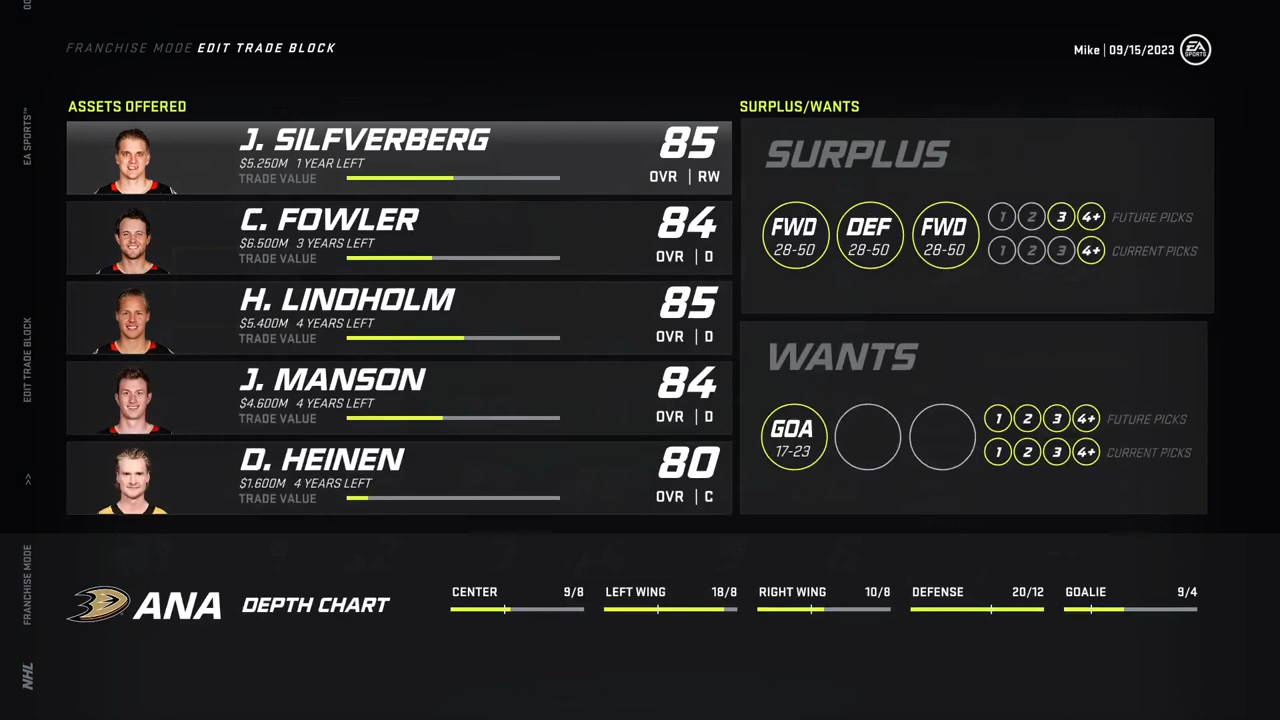 FRANCHISE MODE EDIT TRADE BLOCK
Mike | 09/15/2023
EA SPORTS
ASSETS OFFERED
J. SILFVERBERG
$5.250M 1 YEAR LEFT
TRADE VALUE
85
OVR | RW
C. FOWLER
$6.500M 3 YEARS LEFT
TRADE VALUE
84
OVR | D
H. LINDHOLM
$5.400M 4 YEARS LEFT
TRADE VALUE
85
OVR | D
J. MANSON
$4.600M 4 YEARS LEFT
TRADE VALUE
84
OVR | D
D. HEINEN
$1.600M 4 YEARS LEFT
TRADE VALUE
80
OVR | C
SURPLUS/WANTS
SURPLUS
FWD 28-50
DEF 28-50
FWD 28-50
1 2 3 4+ FUTURE PICKS
1 2 3 4+ CURRENT PICKS
WANTS
GOA 17-23
1 2 3 4+ FUTURE PICKS
1 2 3 4+ CURRENT PICKS
ANA DEPTH CHART
CENTER 9/8
LEFT WING 18/8
RIGHT WING 10/8
DEFENSE 20/12
GOALIE 9/4
NHL FRANCHISE MODE >> EDIT TRADE BLOCK EA SPORTS™